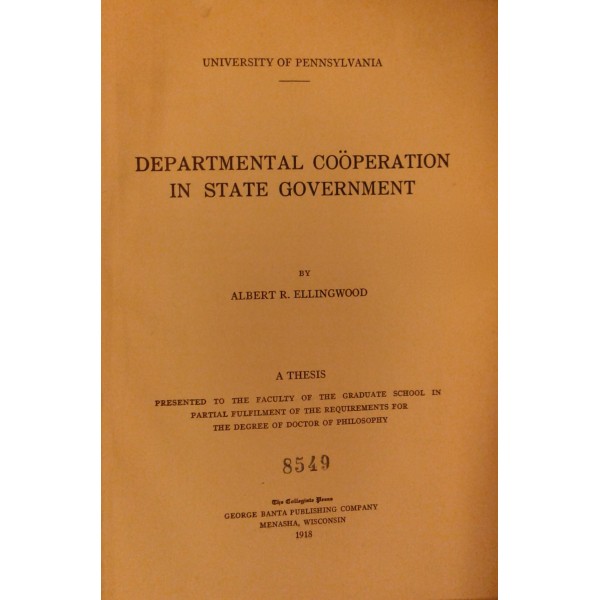 UNIVERSITY OF PENNSYLVANIA
DEPARTMENTAL COÖPERATION
IN STATE GOVERNMENT
BY
ALBERT R. ELLINGWOOD
A THESIS
PRESENTED TO THE FACULTY OF THE GRADUATE SCHOOL IN
PARTIAL FULFILMENT OF THE REQUIREMENTS FOR
THE DEGREE OF DOCTOR OF PHILOSOPHY
8549
The Collegiate Press
GEORGE BANTA PUBLISHING COMPANY
MENASHA, WISCONSIN
1918